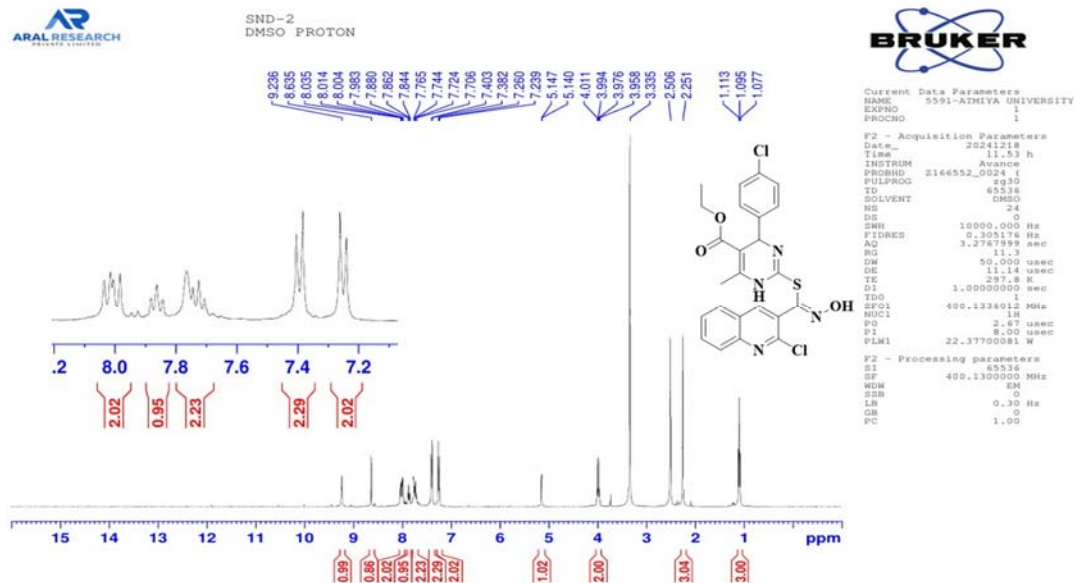 ARAL RESEARCH
PRIVATE LIMITED
SND-2
DMSO PROTON
BRUKER
9.236
8.635
8.035
8.014
8.004
7.983
7.880
7.862
7.844
7.765
7.744
7.724
7.706
7.403
7.382
7.260
7.239
5.147
5.140
4.011
3.994
3.976
3.958
3.335
2.506
2.251
1.113
1.095
1.077
Current Data Parameters
NAME 5591-ATMIYA UNIVERSITY
EXPNO 1
PROCNO 1
F2 - Acquisition Parameters
Date_ 20241218
Time 11.53 h
INSTRUM Avance
PROBHD Z166552_0024 (
PULPROG zg30
TD 65536
SOLVENT DMSO
NS 24
DS 0
SWH 10000.000 Hz
FIDRES 0.305176 Hz
AQ 3.2767999 sec
RG 11.3
DW 50.000 usec
DE 11.14 usec
TE 297.8 K
D1 1.00000000 sec
TD0 1
SFO1 400.1336012 MHz
NUC1 1H
P0 2.67 usec
P1 8.00 usec
PLW1 22.37700081 W
F2 - Processing parameters
SI 65536
SF 400.1300000 MHz
WDW EM
SSB 0
LB 0.30 Hz
GB 0
PC 1.00
Cl
O
O
N
N
H
S
N
OH
N
Cl
.2 8.0 7.8 7.6 7.4 7.2
2.02 0.95 2.23 2.29 2.02
15 14 13 12 11 10 9 8 7 6 5 4 3 2 1 ppm
0.99 0.86 2.02 0.95 2.23 2.29 2.02 1.02 2.00 3.04 3.00